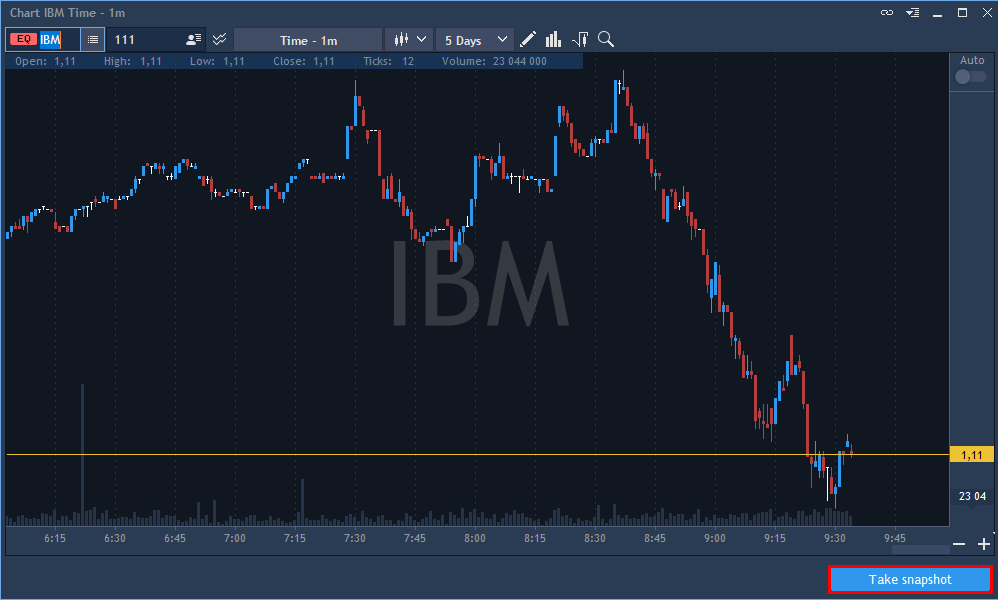 Chart IBM Time - 1m
EQ IBM 111 Time - 1m 5 Days
Open: 1,11 High: 1,11 Low: 1,11 Close: 1,11 Ticks: 12 Volume: 23 044 000
Auto
IBM
1,11
23 04
6:15 6:30 6:45 7:00 7:15 7:30 7:45 8:00 8:15 8:30 8:45 9:00 9:15 9:30 9:45
Take snapshot